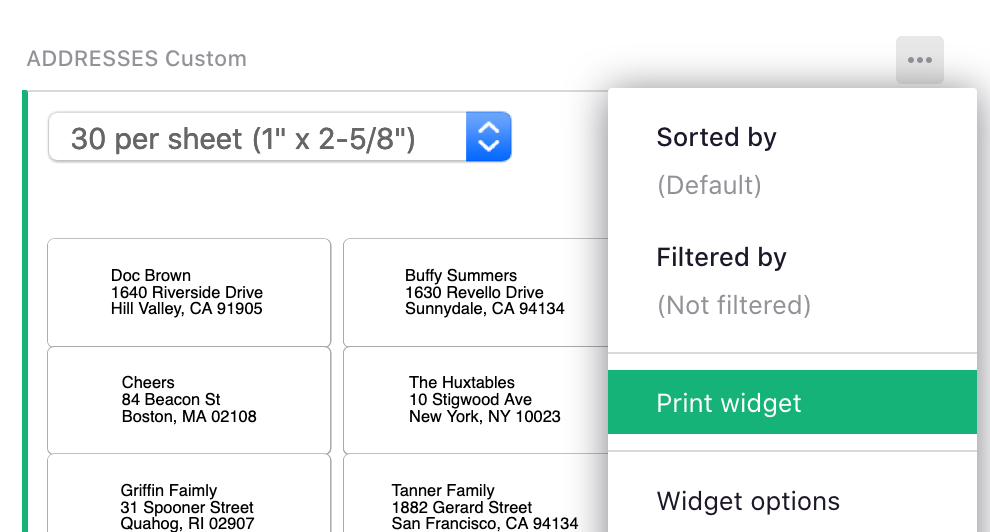 ADDRESSES Custom
30 per sheet (1" x 2-5/8")
Doc Brown
1640 Riverside Drive
Hill Valley, CA 91905
Buffy Summers
1630 Revello Drive
Sunnydale, CA 94134
Cheers
84 Beacon St
Boston, MA 02108
The Huxtables
10 Stigwood Ave
New York, NY 10023
Griffin Faimly
31 Spooner Street
Quahog, RI 02907
Tanner Family
1882 Gerard Street
San Francisco, CA 94134
Sorted by
(Default)
Filtered by
(Not filtered)
Print widget
Widget options